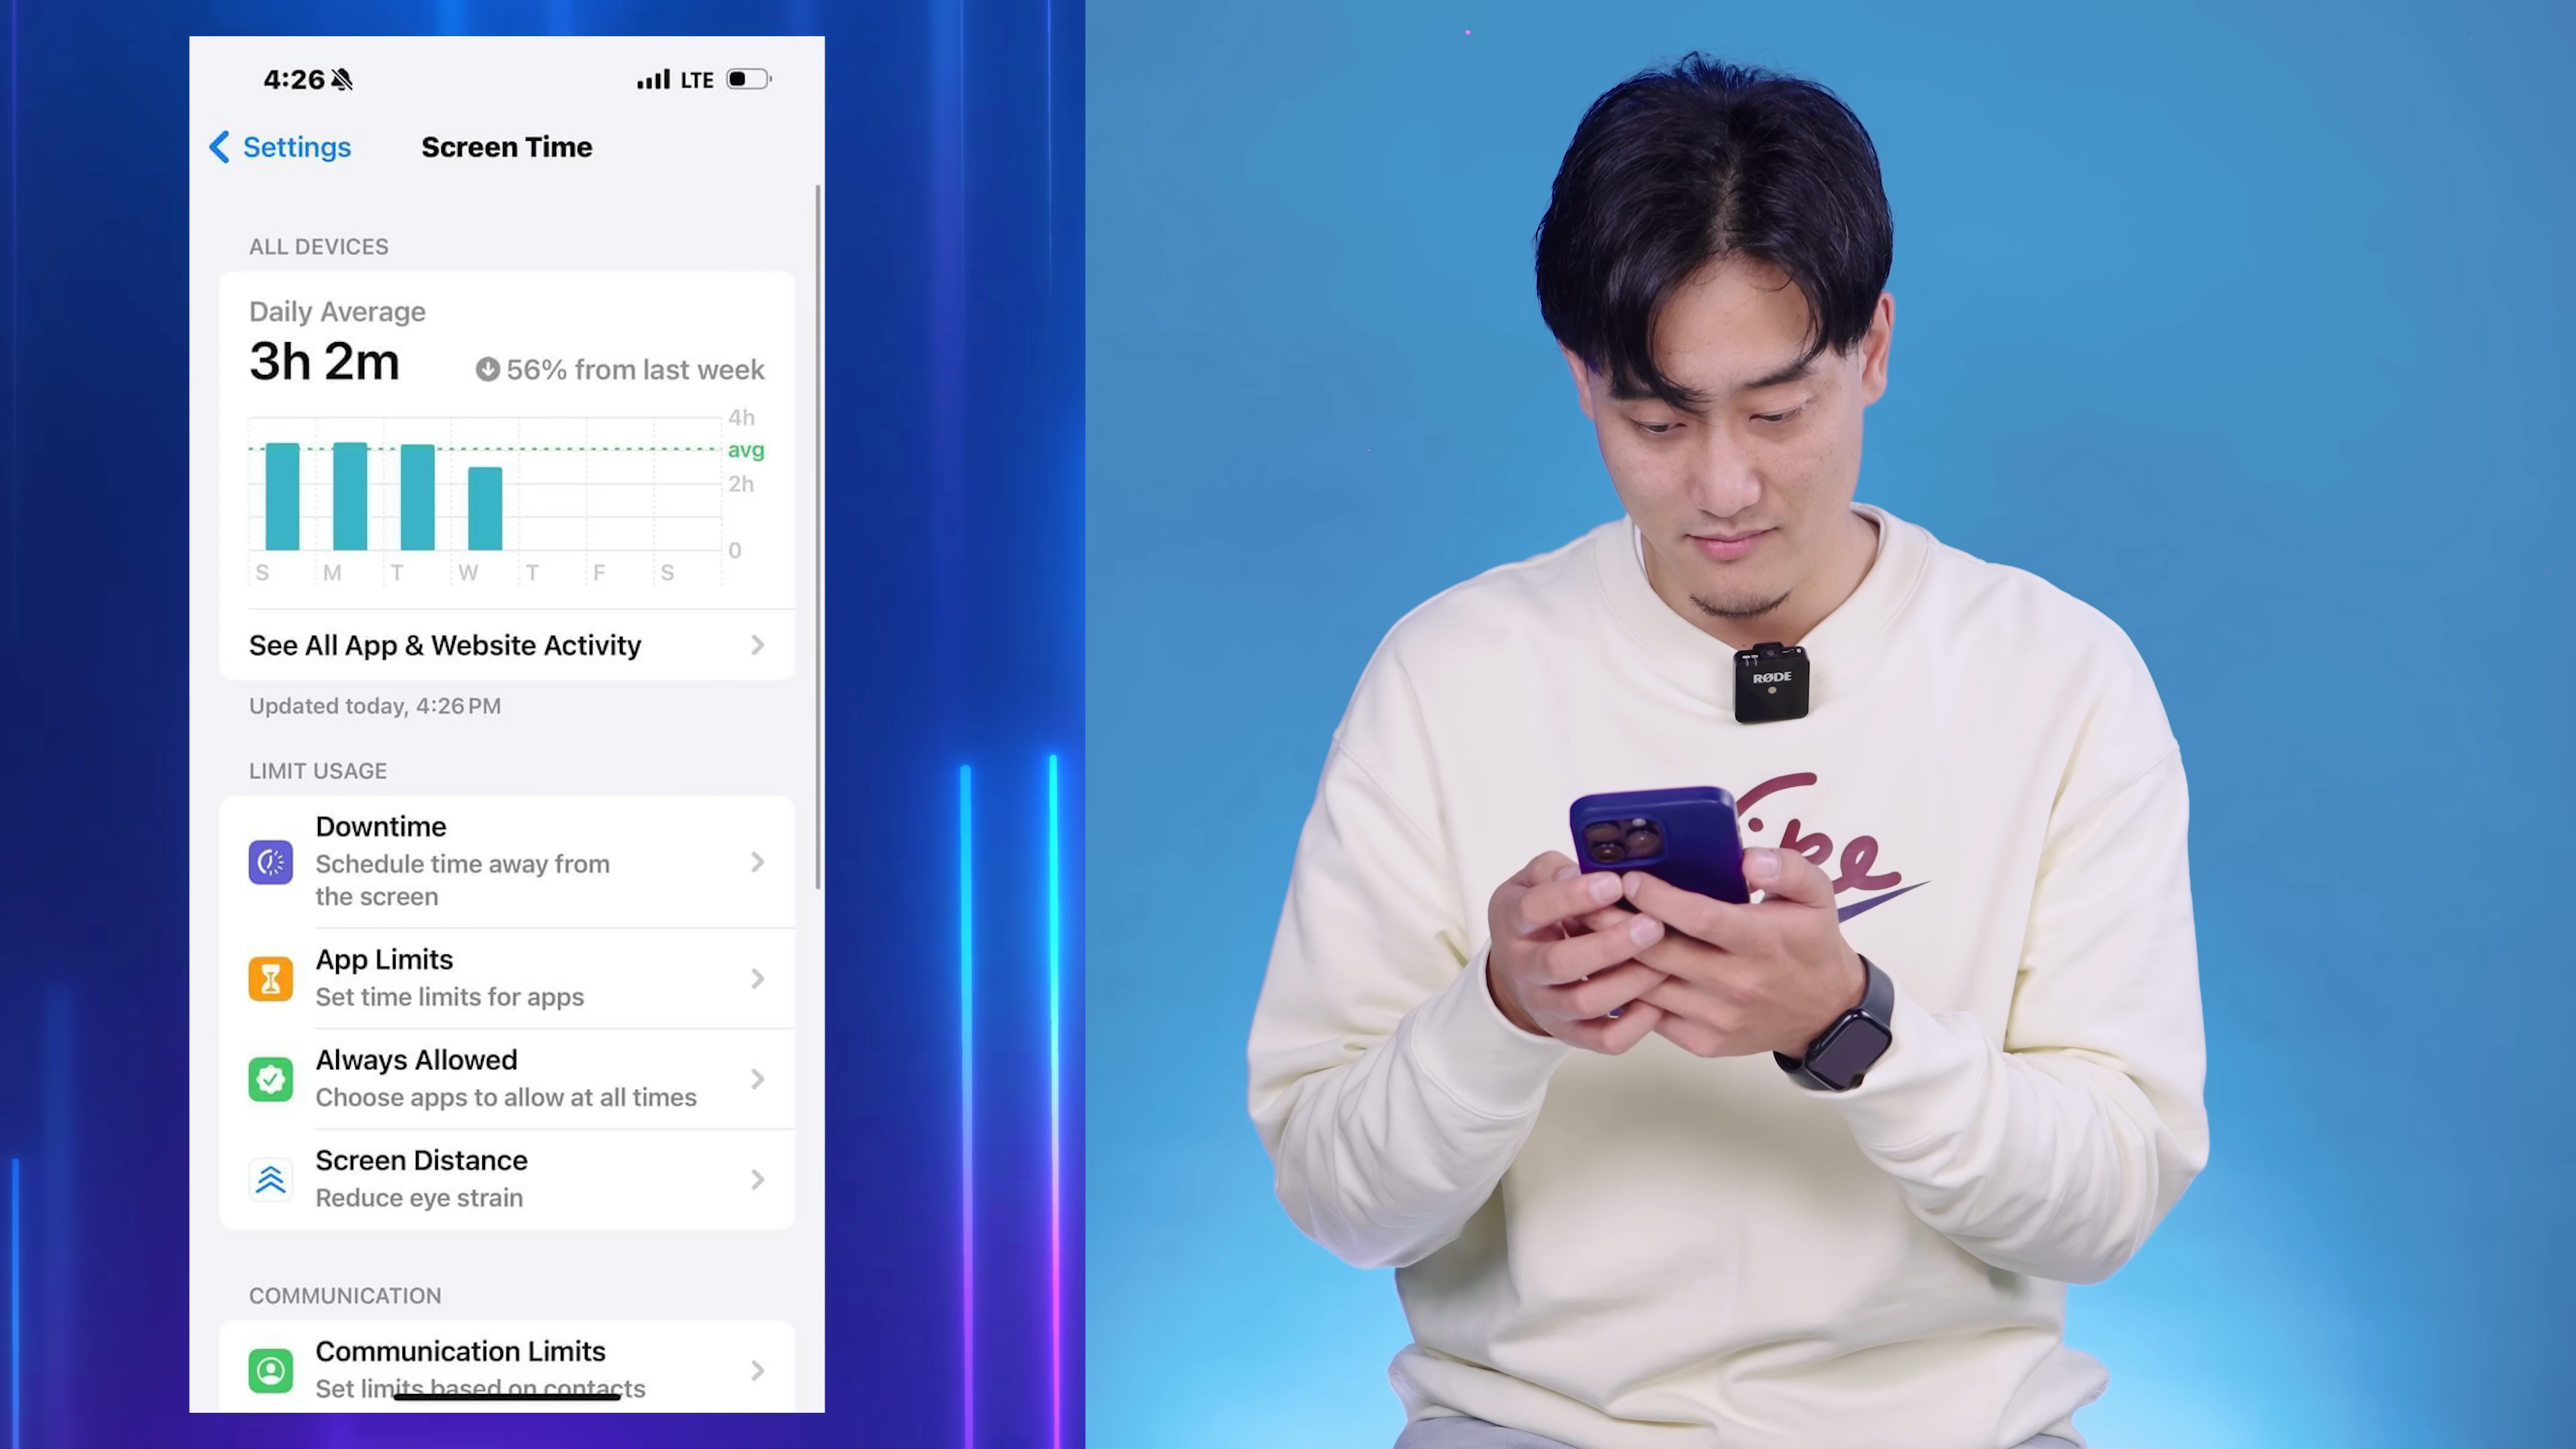 4:26
LTE
Settings
Screen Time
ALL DEVICES
Daily Average
3h 2m
56% from last week
4h
avg
2h
0
S M T W T F S
See All App & Website Activity
Updated today, 4:26 PM
LIMIT USAGE
Downtime
Schedule time away from
the screen
App Limits
Set time limits for apps
Always Allowed
Choose apps to allow at all times
Screen Distance
Reduce eye strain
COMMUNICATION
Communication Limits
Set limits based on contacts
RØDE